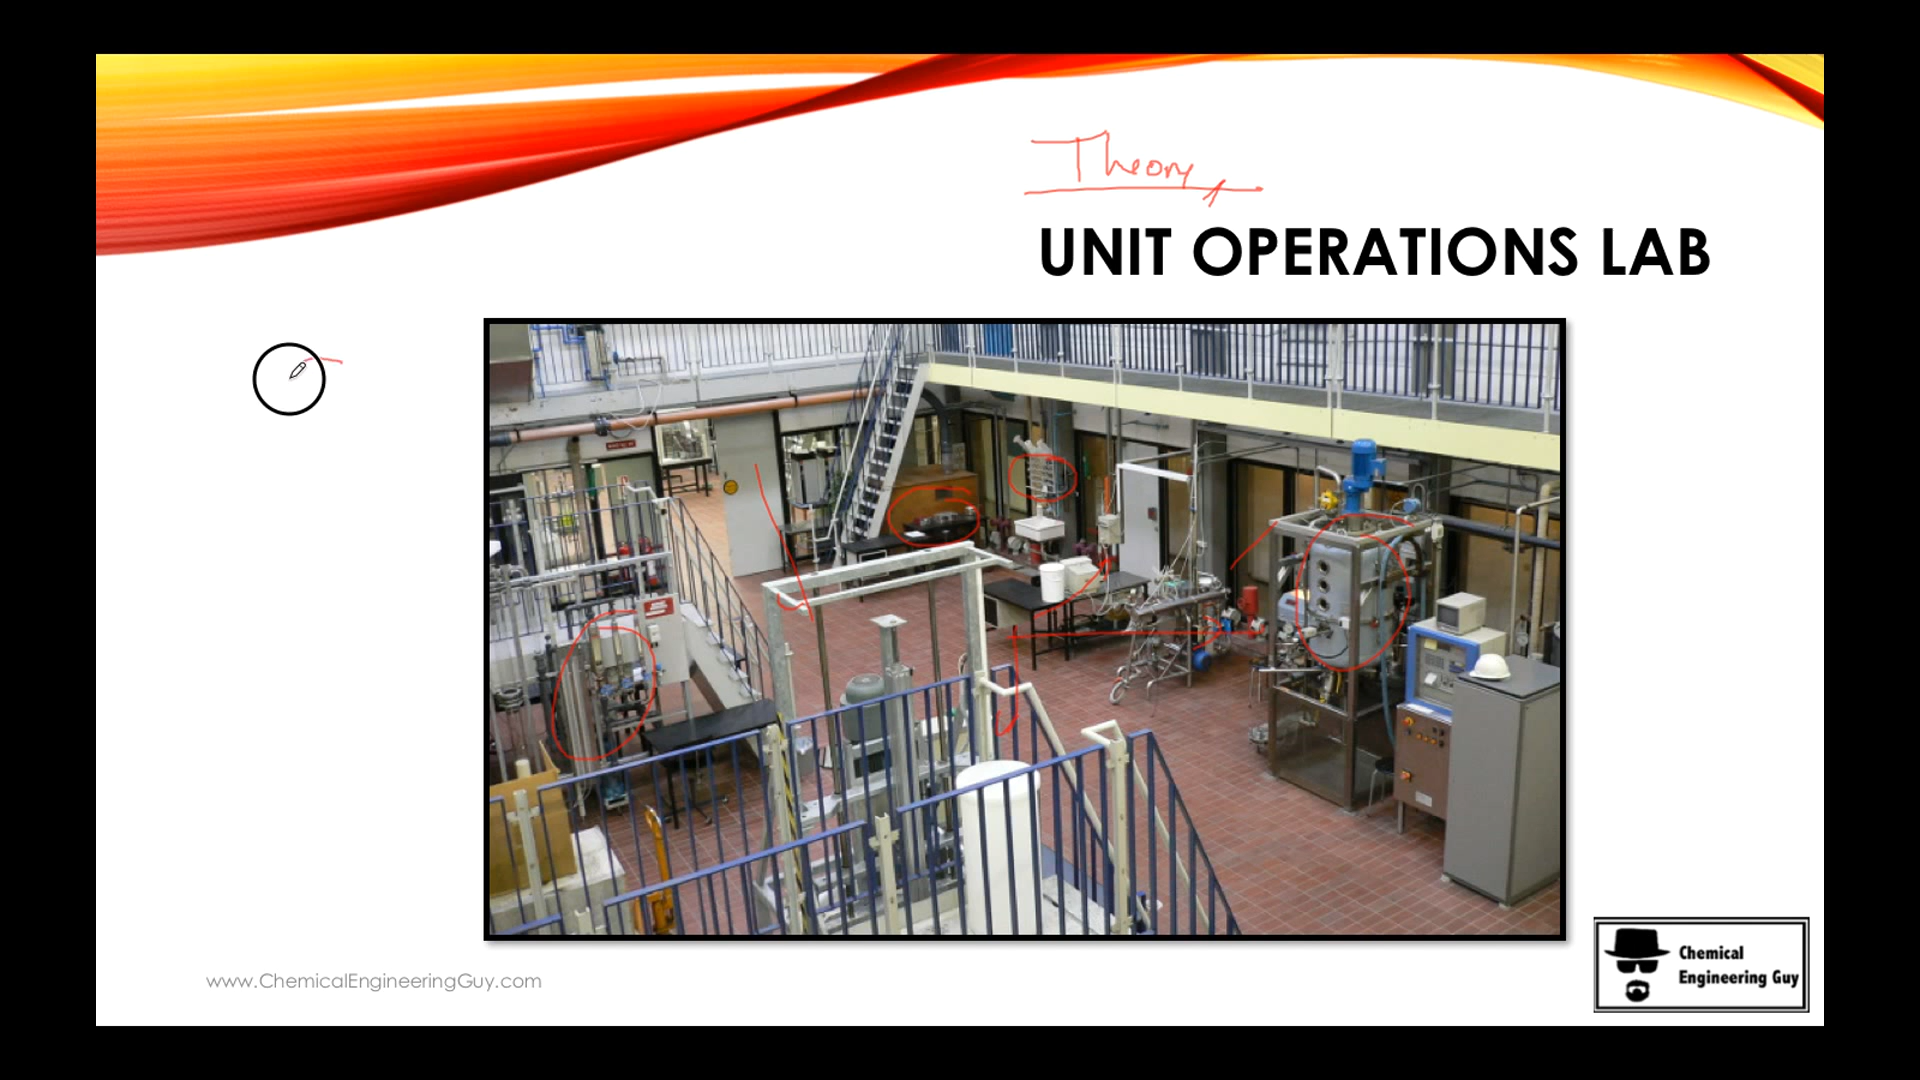 Theory
UNIT OPERATIONS LAB
www.ChemicalEngineeringGuy.com
Chemical
Engineering Guy